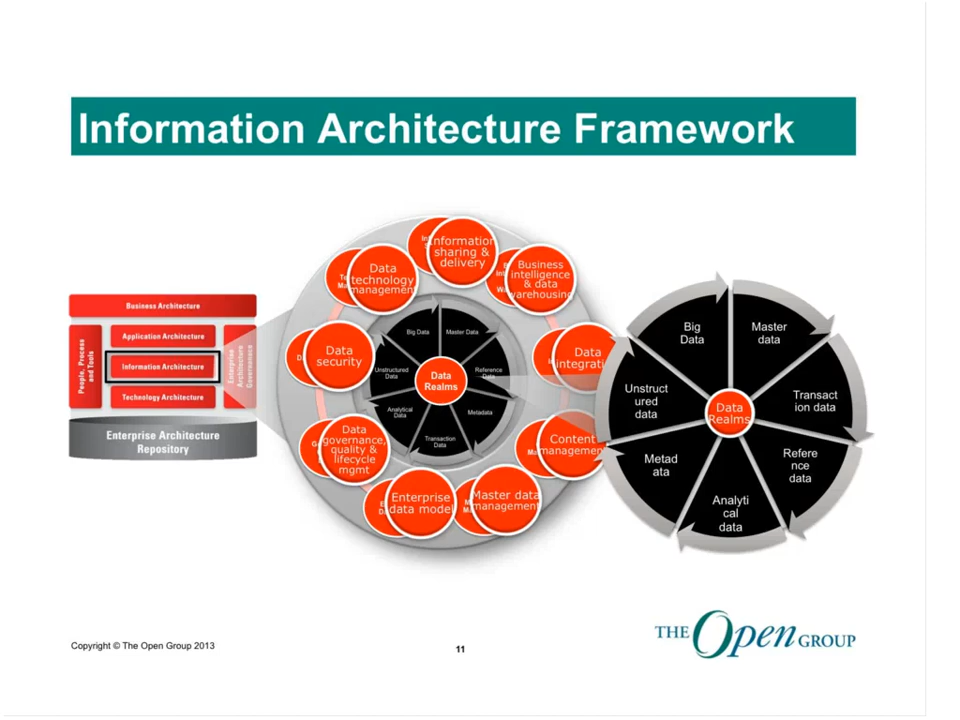 Information Architecture Framework
Business Architecture
People, Process
and Tools
Application Architecture
Information Architecture
Technology Architecture
Enterprise
Architecture
Governance
Enterprise Architecture
Repository
Information
sharing &
delivery
Business
intelligence
& data
warehousing
Data
integrati
Content
management
Master data
management
Enterprise
data model
Data
governance,
quality &
lifecycle
mgmt
Data
security
Data
technology
management
Big Data
Master Data
Reference
Data
Metadata
Transaction
Data
Analytical
Data
Unstructured
Data
Data
Realms
Big
Data
Master
data
Transact
ion data
Refere
nce
data
Analyti
cal
data
Metad
ata
Unstruct
ured
data
Data
Realms
Copyright © The Open Group 2013
11
THE Open GROUP